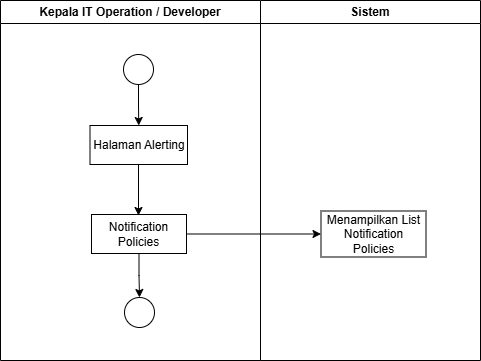 Kepala IT Operation / Developer
Sistem
Halaman Alerting
Notification
Policies
Menampilkan List
Notification
Policies